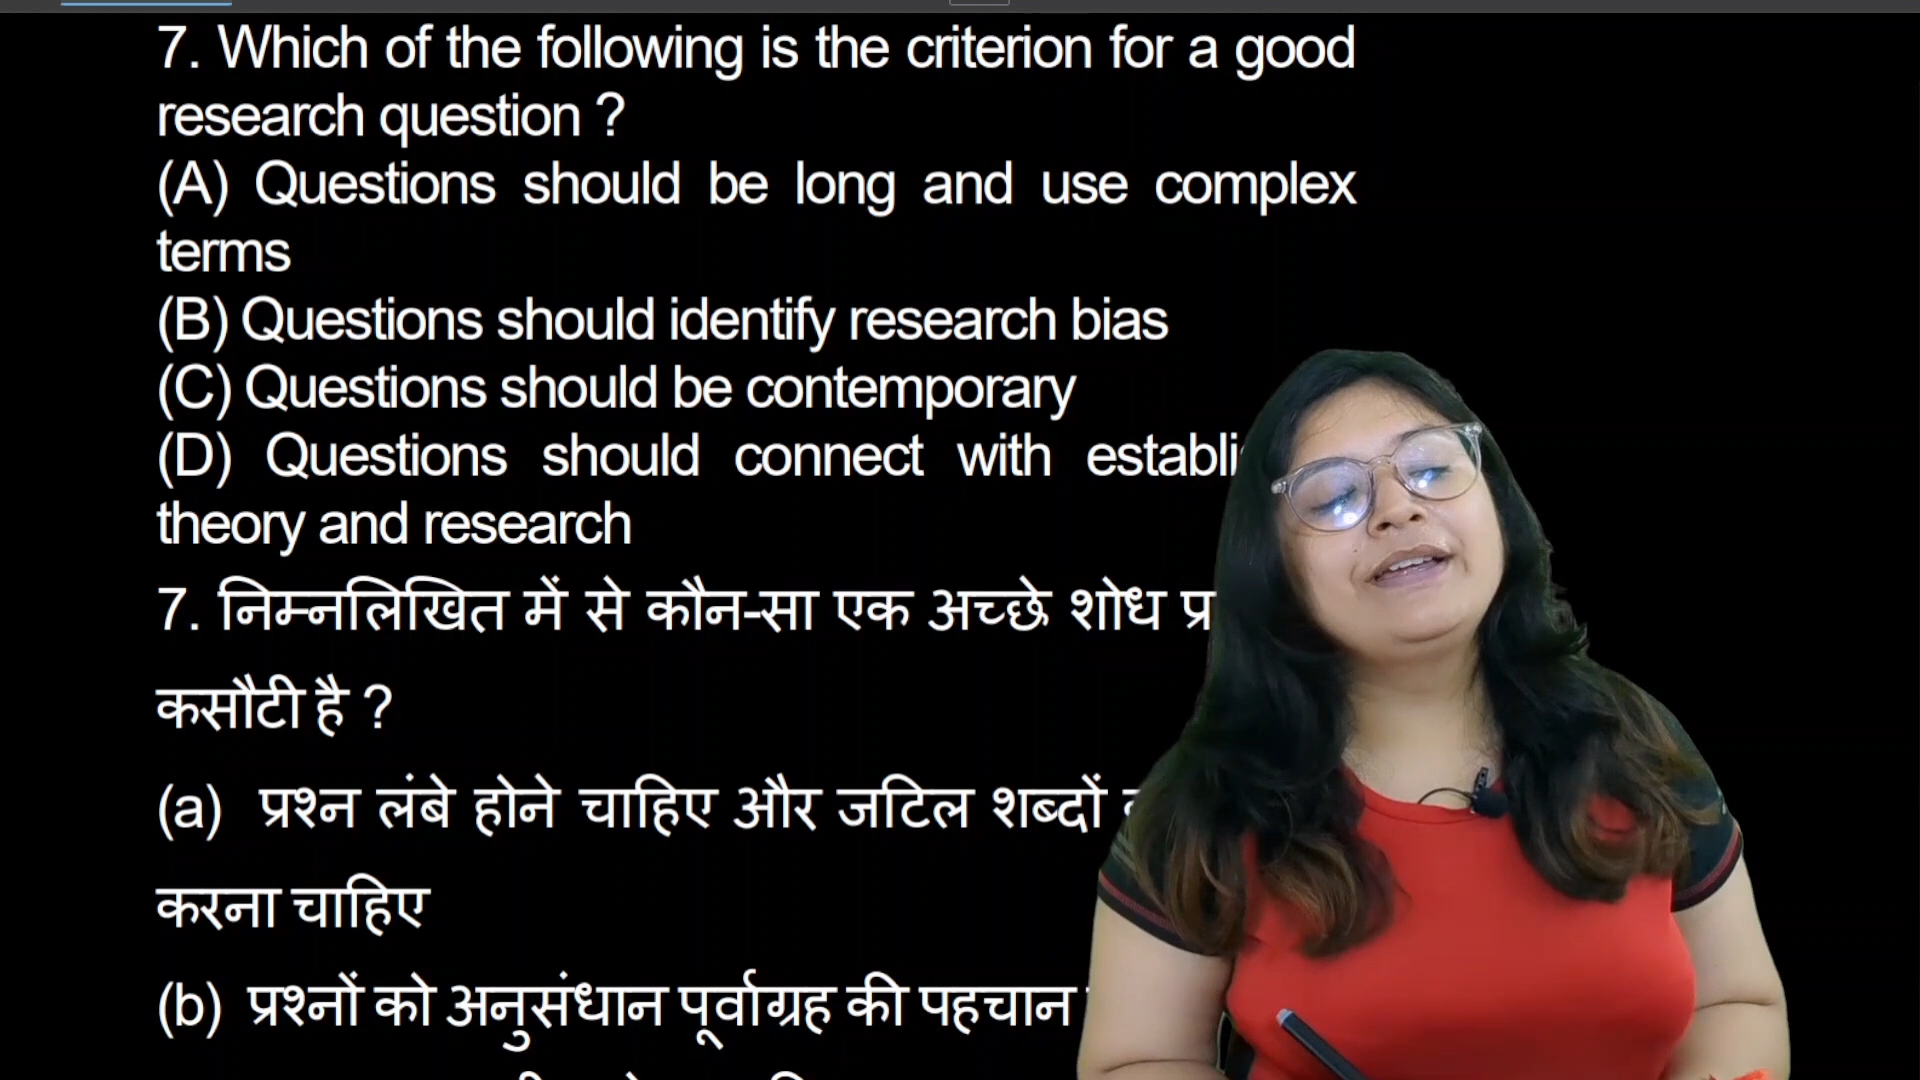 7. Which of the following is the criterion for a good
research question ?
(A) Questions should be long and use complex
terms
(B) Questions should identify research bias
(C) Questions should be contemporary
(D) Questions should connect with
theory and research
7. निम्नलिखित में से कौन-सा एक अच्छे शोध
कसौटी है ?
(a) प्रश्न लंबे होने चाहिए और जटिल शब्दों
करना चाहिए
(b) प्रश्नों को अनुसंधान पूर्वाग्रह की पहचान